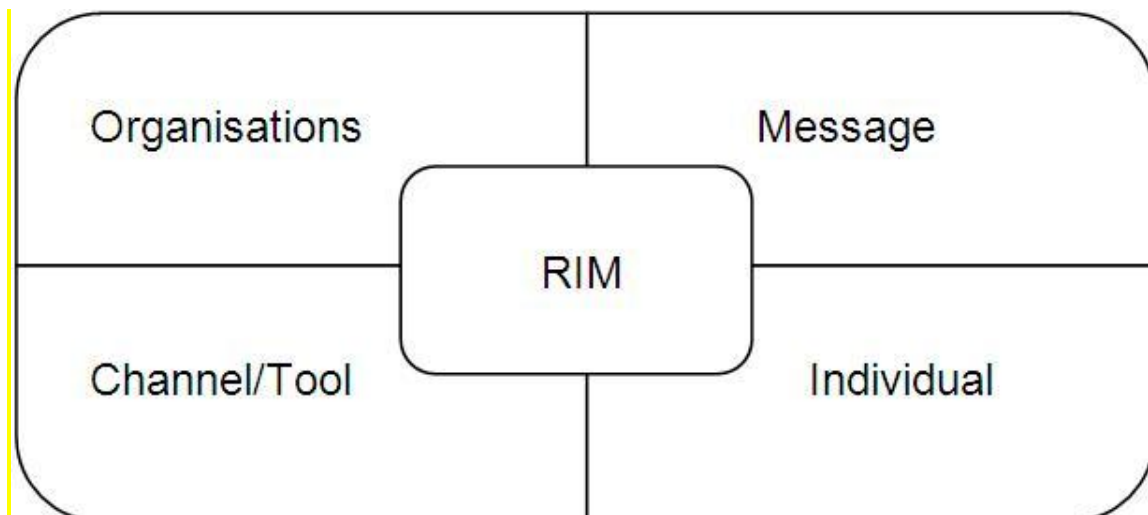 Organisations
Message
RIM
Channel/Tool
Individual